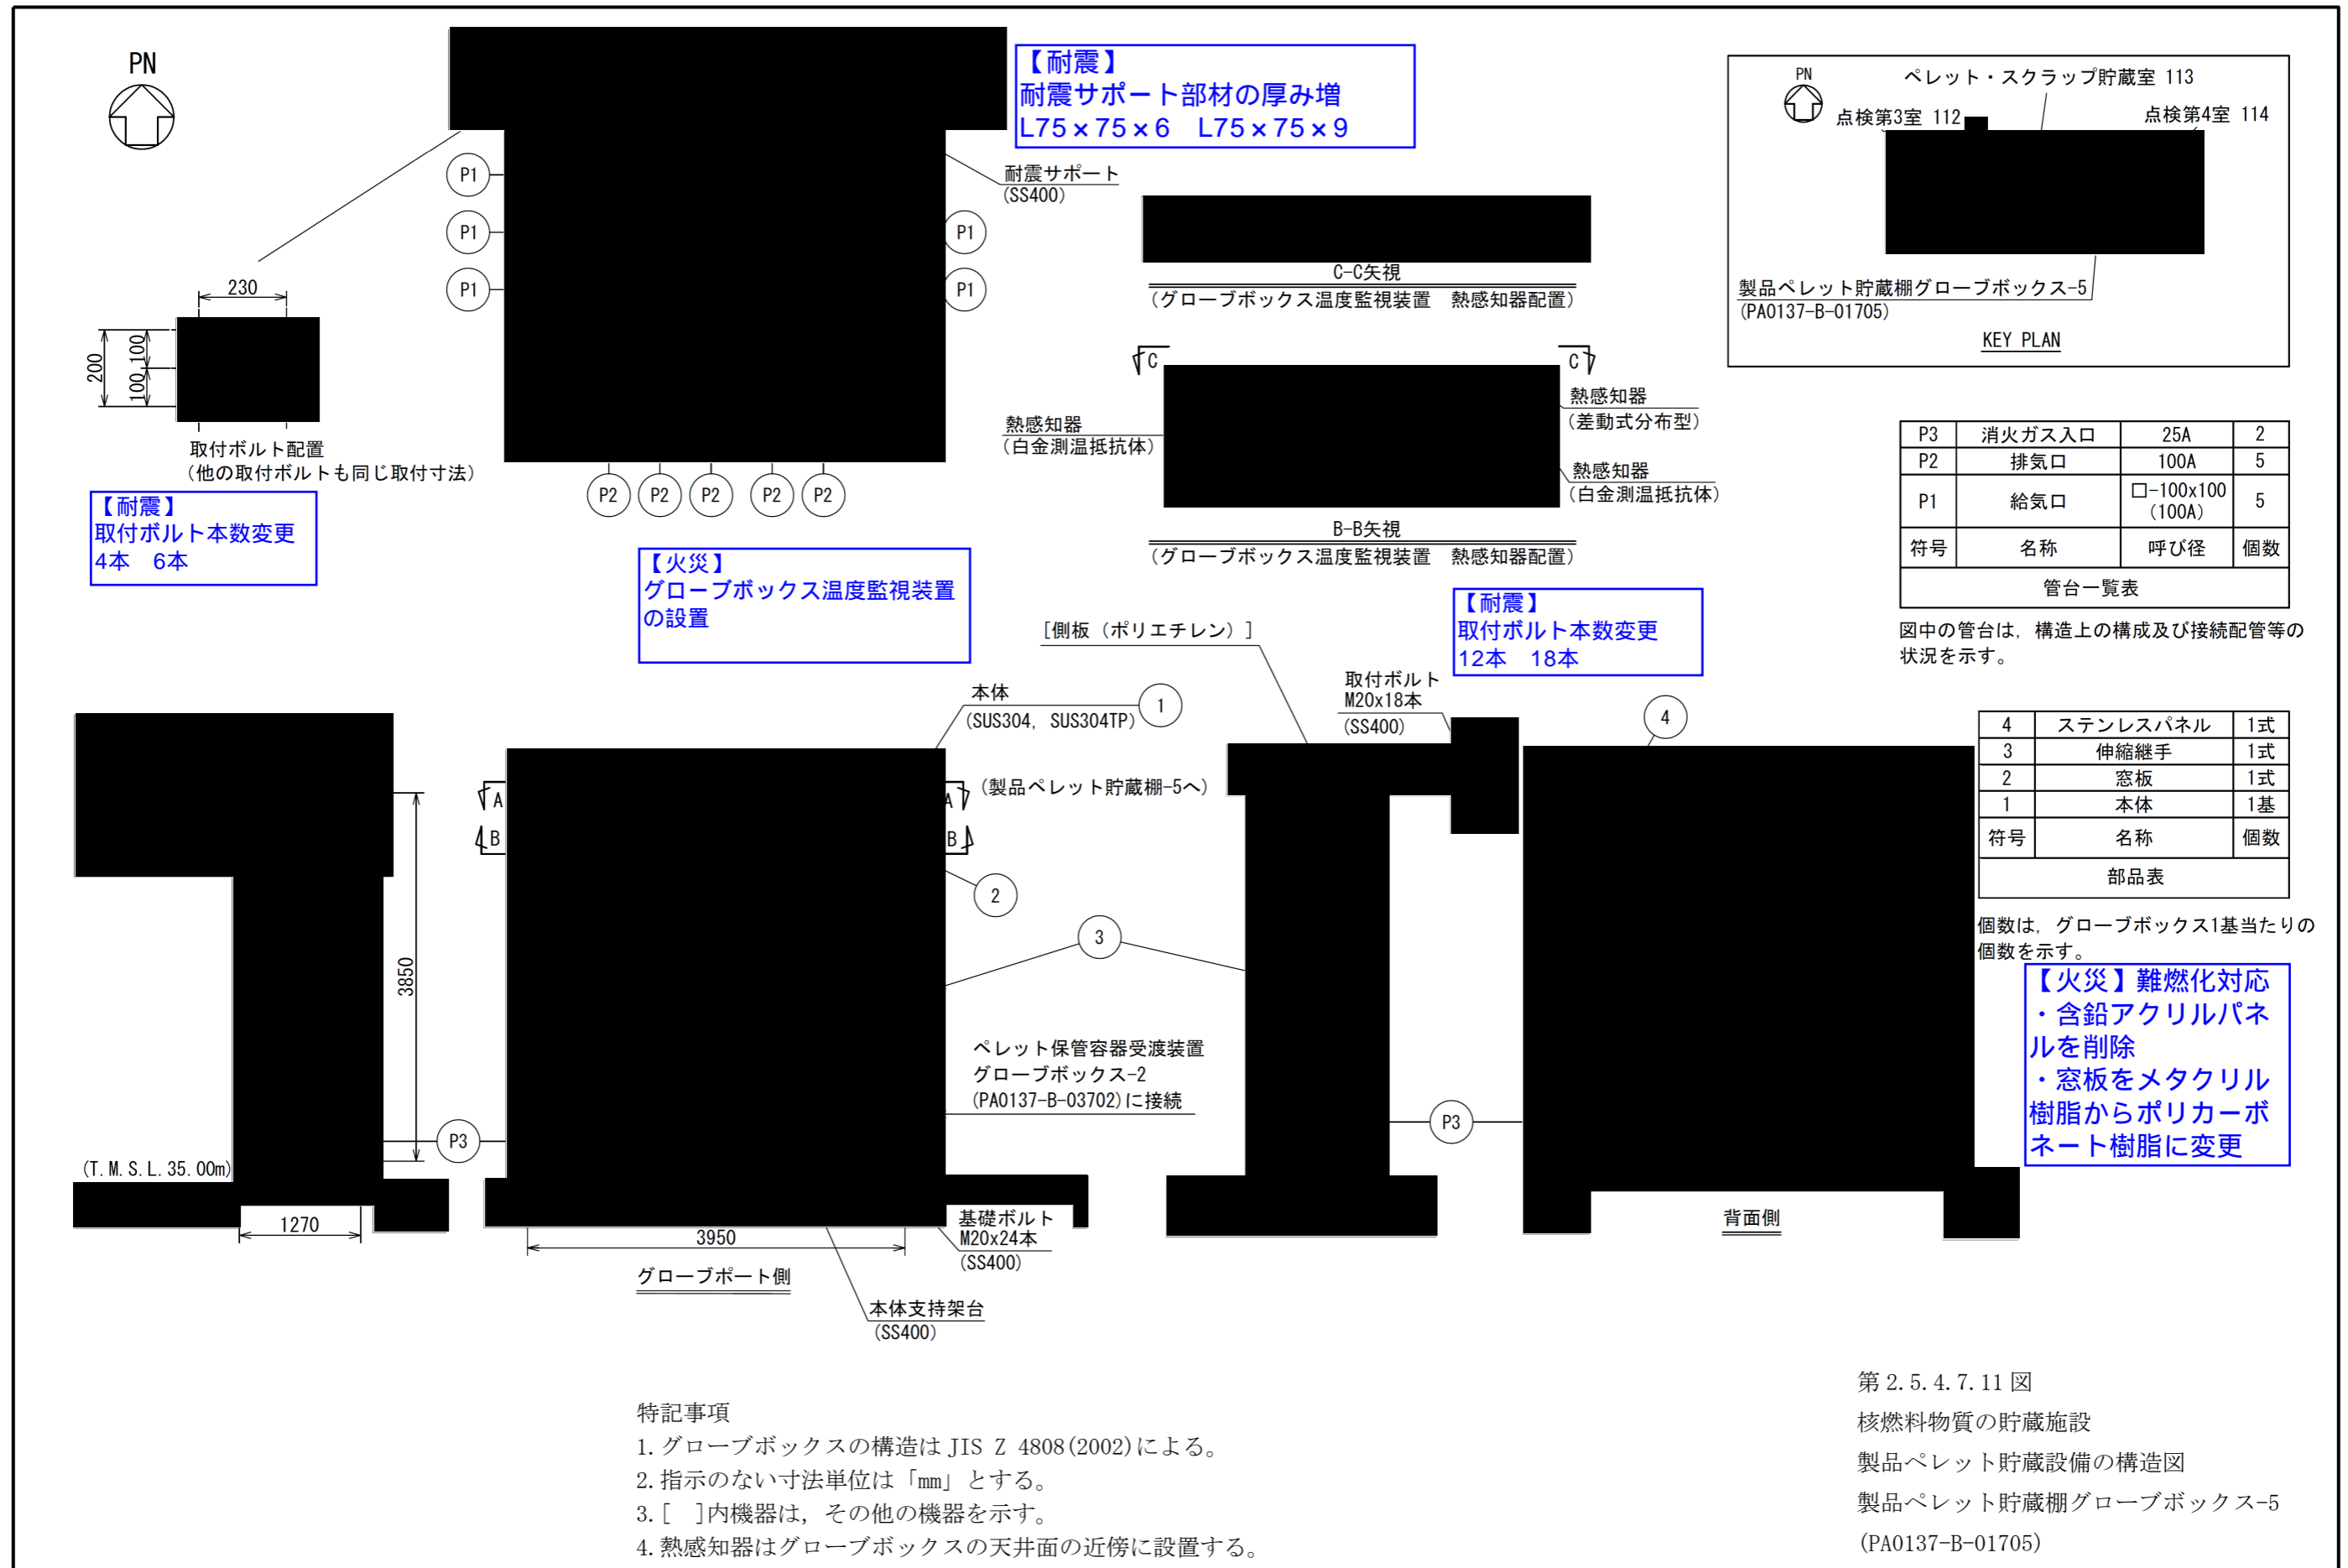 PN
【耐震】
耐震サポート部材の厚み増
L75×75×6　L75×75×9
耐震サポート
(SS400)
P1
P1
P1
P1
P1
P2
P2
P2
P2
P2
230
200
100
100
取付ボルト配置
(他の取付ボルトも同じ取付寸法)
【耐震】
取付ボルト本数変更
4本　6本
【火災】
グローブボックス温度監視装置
の設置
C-C矢視
(グローブボックス温度監視装置　熱感知器配置)
C
C
熱感知器
(白金測温抵抗体)
熱感知器
(差動式分布型)
熱感知器
(白金測温抵抗体)
B-B矢視
(グローブボックス温度監視装置　熱感知器配置)
PN
ペレット・スクラップ貯蔵室 113
点検第3室 112
点検第4室 114
製品ペレット貯蔵棚グローブボックス-5
(PA0137-B-01705)
KEY PLAN
P3 消火ガス入口 25A 2
P2 排気口 100A 5
P1 給気口 □-100x100 5
(100A)
符号 名称 呼び径 個数
管台一覧表
図中の管台は，構造上の構成及び接続配管等の
状況を示す。
【耐震】
取付ボルト本数変更
12本　18本
[側板（ポリエチレン）]
取付ボルト
M20x18本
(SS400)
本体
(SUS304, SUS304TP)
1
4
A
A
B
B
(製品ペレット貯蔵棚-5へ)
2
3
3850
P3
P3
ペレット保管容器受渡装置
グローブボックス-2
(PA0137-B-03702)に接続
(T.M.S.L.35.00m)
1270
3950
グローブポート側
基礎ボルト
M20x24本
(SS400)
本体支持架台
(SS400)
背面側
4 ステンレスパネル 1式
3 伸縮継手 1式
2 窓板 1式
1 本体 1基
符号 名称 個数
部品表
個数は，グローブボックス1基当たりの
個数を示す。
【火災】難燃化対応
・含鉛アクリルパネ
ルを削除
・窓板をメタクリル
樹脂からポリカーボ
ネート樹脂に変更
特記事項
1.グローブボックスの構造は JIS Z 4808(2002)による。
2.指示のない寸法単位は「mm」とする。
3.[　]内機器は，その他の機器を示す。
4.熱感知器はグローブボックスの天井面の近傍に設置する。
第 2.5.4.7.11 図
核燃料物質の貯蔵施設
製品ペレット貯蔵設備の構造図
製品ペレット貯蔵棚グローブボックス-5
(PA0137-B-01705)